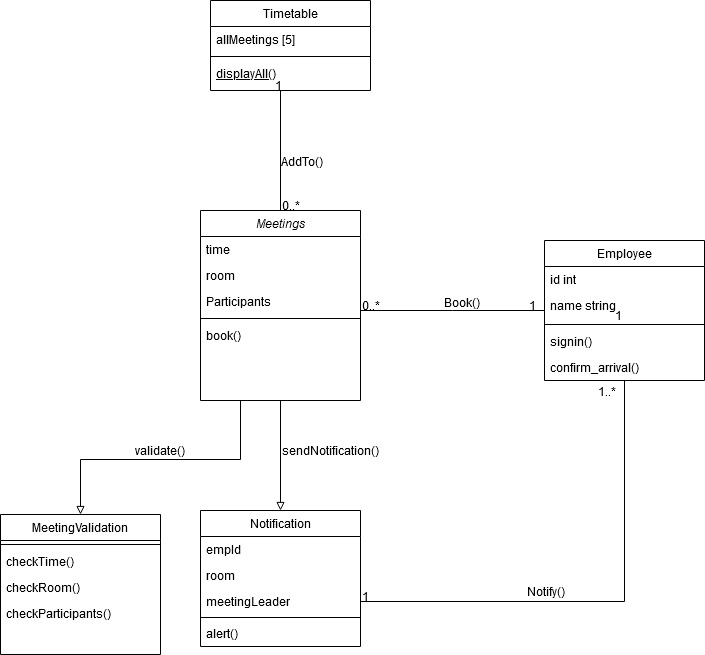 Timetable
allMeetings [5]
displayAll()
1
AddTo()
0..*
Meetings
time
room
Participants
book()
0..*
Book()
1
Employee
id int
name string
1
signin()
confirm_arrival()
1..*
validate()
sendNotification()
MeetingValidation
checkTime()
checkRoom()
checkParticipants()
Notification
empId
room
meetingLeader
alert()
1
Notify()